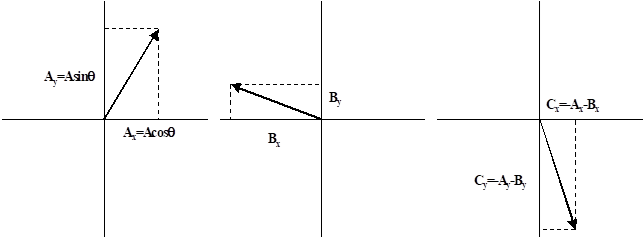 Ay=Asinθ
Ax=Acosθ
By
Bx
Cx=-Ax-Bx
Cy=-Ay-By